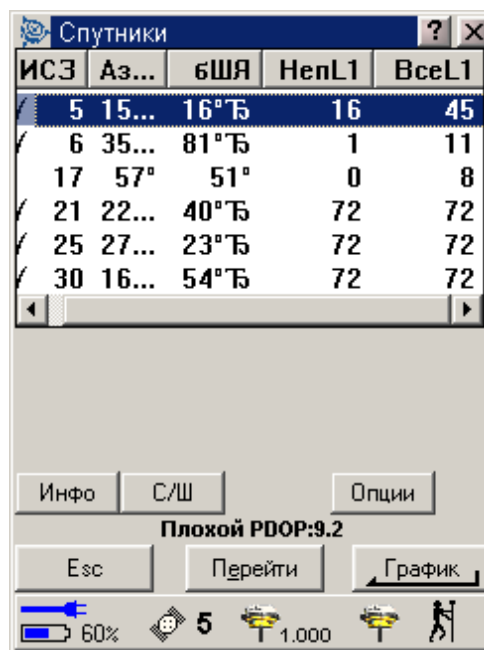 Спутники ? ×
ИСЗ Аз... бШЯ НепL1 ВсеL1
√ 5 15... 16°Ђ 16 45
√ 6 35... 81°Ђ 1 11
17 57° 51° 0 8
√ 21 22... 40°Ђ 72 72
√ 25 27... 23°Ђ 72 72
√ 30 16... 54°Ђ 72 72
Инфо С/Ш Опции
Плохой PDOP:9.2
Esc Перейти График
60% 5 1.000